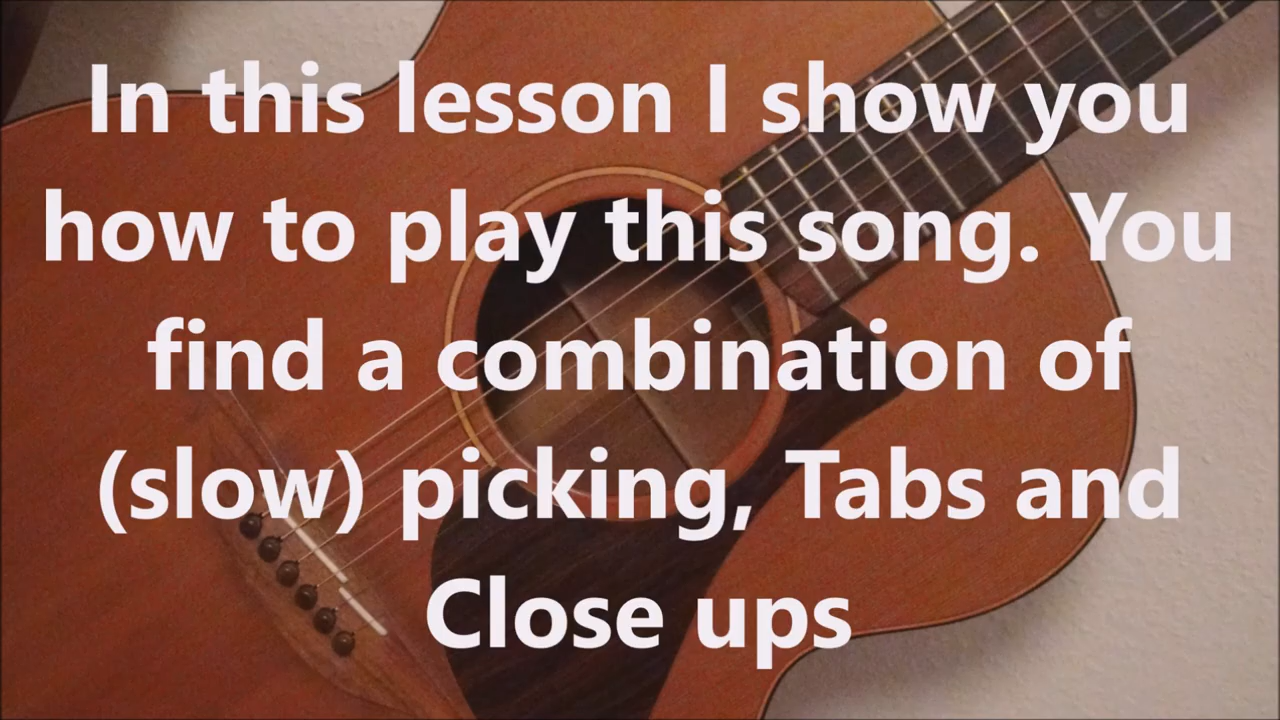 In this lesson I show you
how to play this song. You
find a combination of
(slow) picking, Tabs and
Close ups